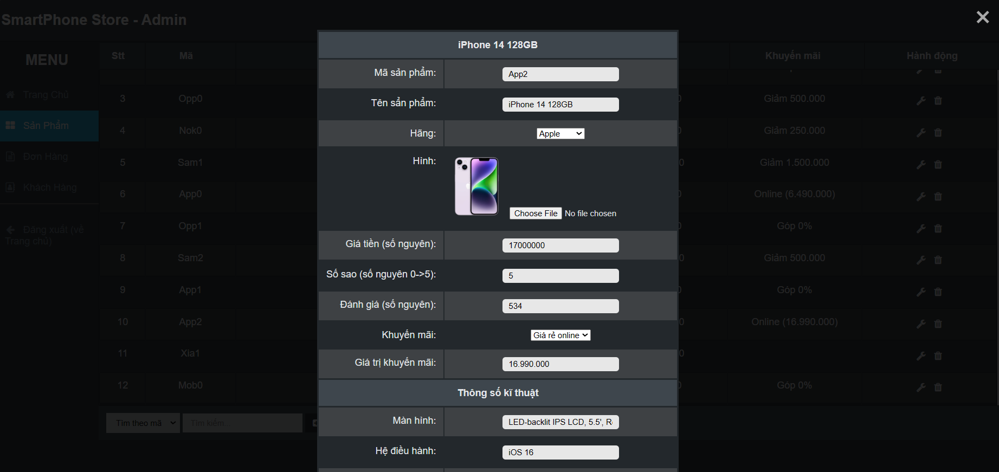 SmartPhone Store - Admin
MENU
Trang Chủ
Sản Phẩm
Đơn Hàng
Khách Hàng
Đăng xuất (về
Trang chủ)
Stt Mã Khuyến mãi Hành động
3 Opp0 Giảm 500.000
4 Nok0 Giảm 250.000
5 Sam1 Giảm 1.500.000
6 App0 Online (6.490.000)
7 Opp1 Góp 0%
8 Sam2 Giảm 500.000
9 App1 Góp 0%
10 App2 Online (16.990.000)
11 Xia1
12 Mob0 Góp 0%
Tìm theo mã Tìm kiếm...
iPhone 14 128GB
Mã sản phẩm: App2
Tên sẩn phẩm: iPhone 14 128GB
Hãng: Apple
Hình:
Choose File No file chosen
Giá tiền (số nguyên): 17000000
Số sao (số nguyên 0->5): 5
Đánh giá (số nguyên): 534
Khuyến mãi: Giá rẻ online
Giá trị khuyến mãi: 16.990.000
Thông số kĩ thuật
Màn hình: LED-backlit IPS LCD, 5.5', R
Hệ điều hành: iOS 16